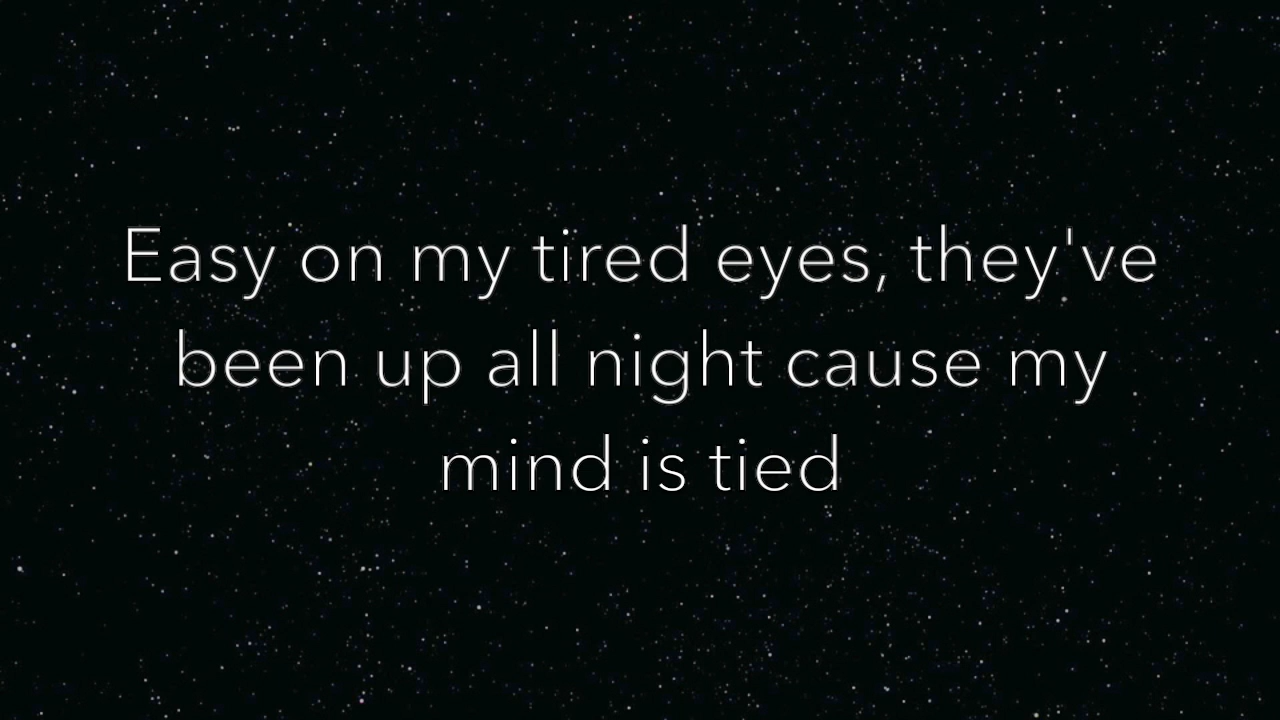 Easy on my tired eyes, they've
been up all night cause my
mind is tied